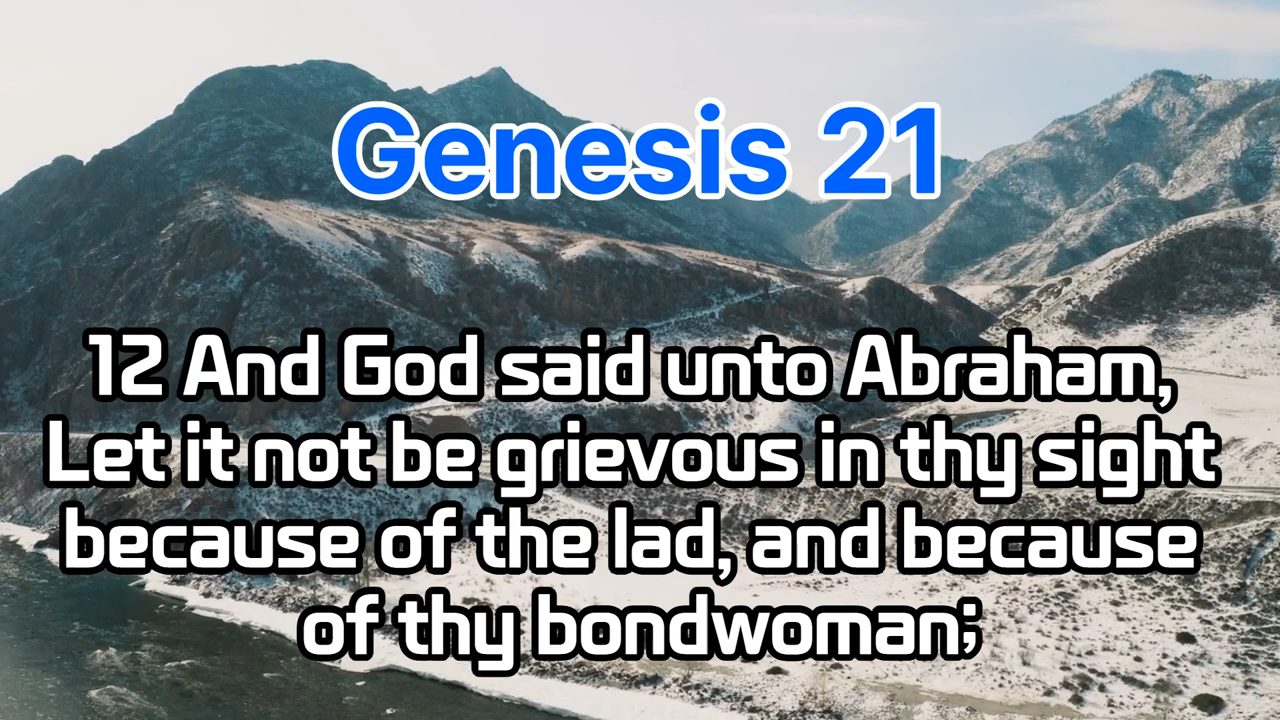 Genesis 21
12 And God said unto Abraham,
Let it not be grievous in thy sight
because of the lad, and because
of thy bondwoman;